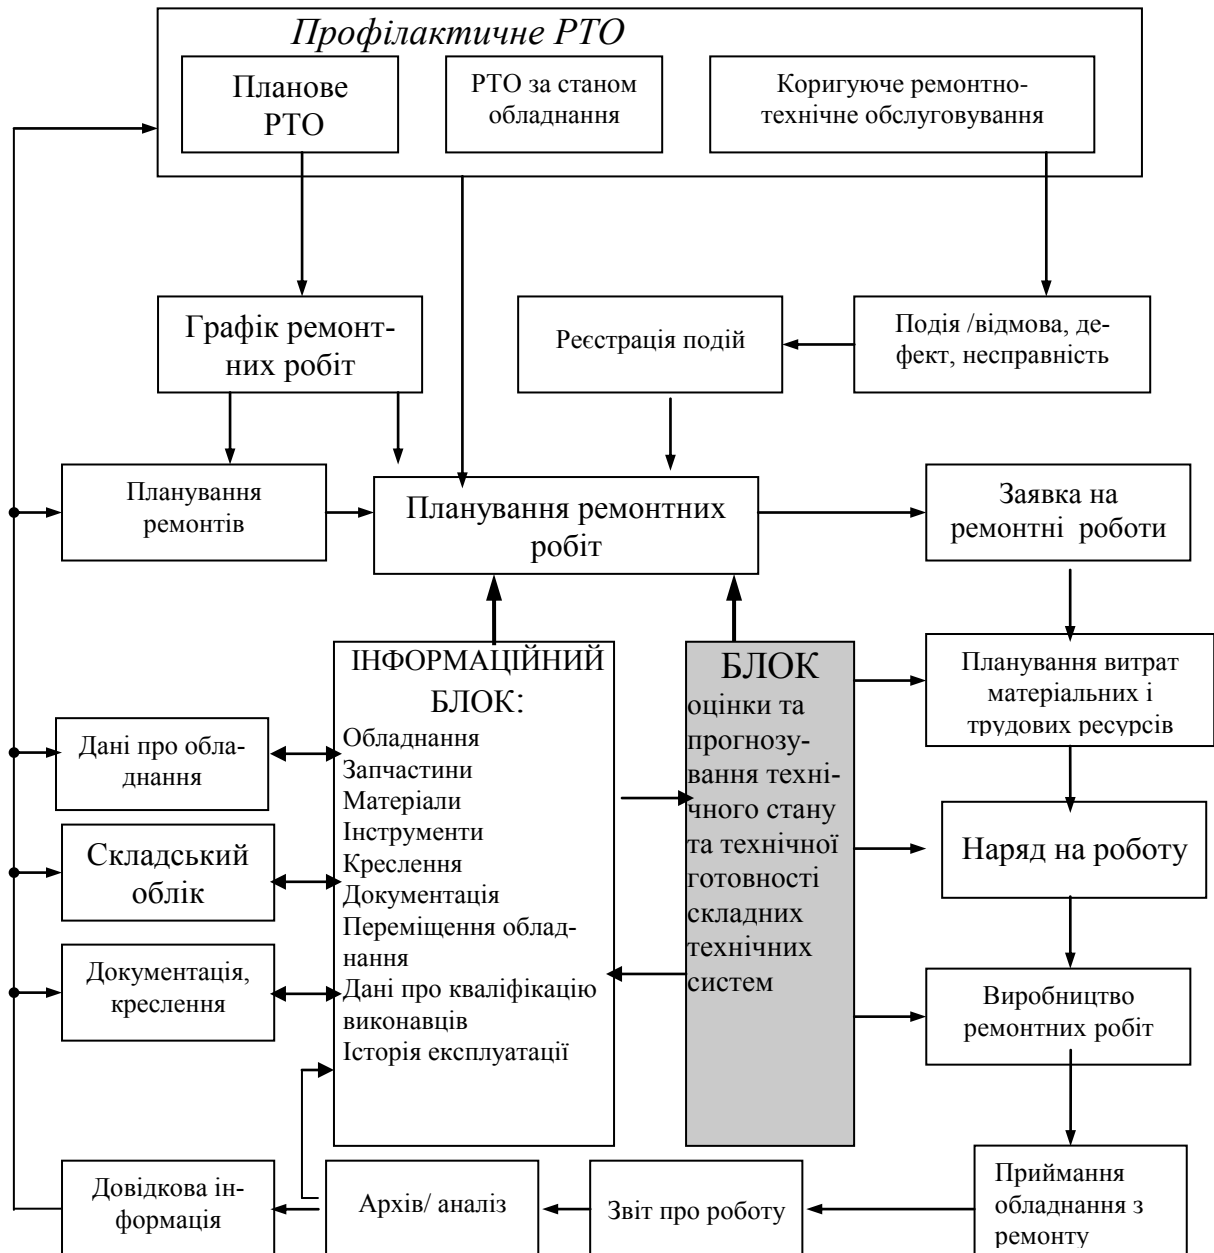 Профілактичне РТО
Планове
РТО
РТО за станом
обладнання
Коригуюче ремонтно-
технічне обслуговування
Графік ремонт-
них робіт
Реєстрація подій
Подія /відмова, де-
фект, несправність
Планування
ремонтів
Планування ремонтних
робіт
Заявка на
ремонтні роботи
ІНФОРМАЦІЙНИЙ
БЛОК:
Обладнання
Запчастини
Матеріали
Інструменти
Креслення
Документація
Переміщення облад-
нання
Дані про кваліфікацію
виконавців
Історія експлуатації
БЛОК
оцінки та
прогнозу-
вання техні-
чного стану
та технічної
готовності
складних
технічних
систем
Планування витрат
матеріальних і
трудових ресурсів
Дані про обла-
днання
Складський
облік
Наряд на роботу
Документація,
креслення
Виробництво
ремонтних робіт
Довідкова ін-
формація
Архів/ аналіз
Звіт про роботу
Приймання
обладнання з
ремонту